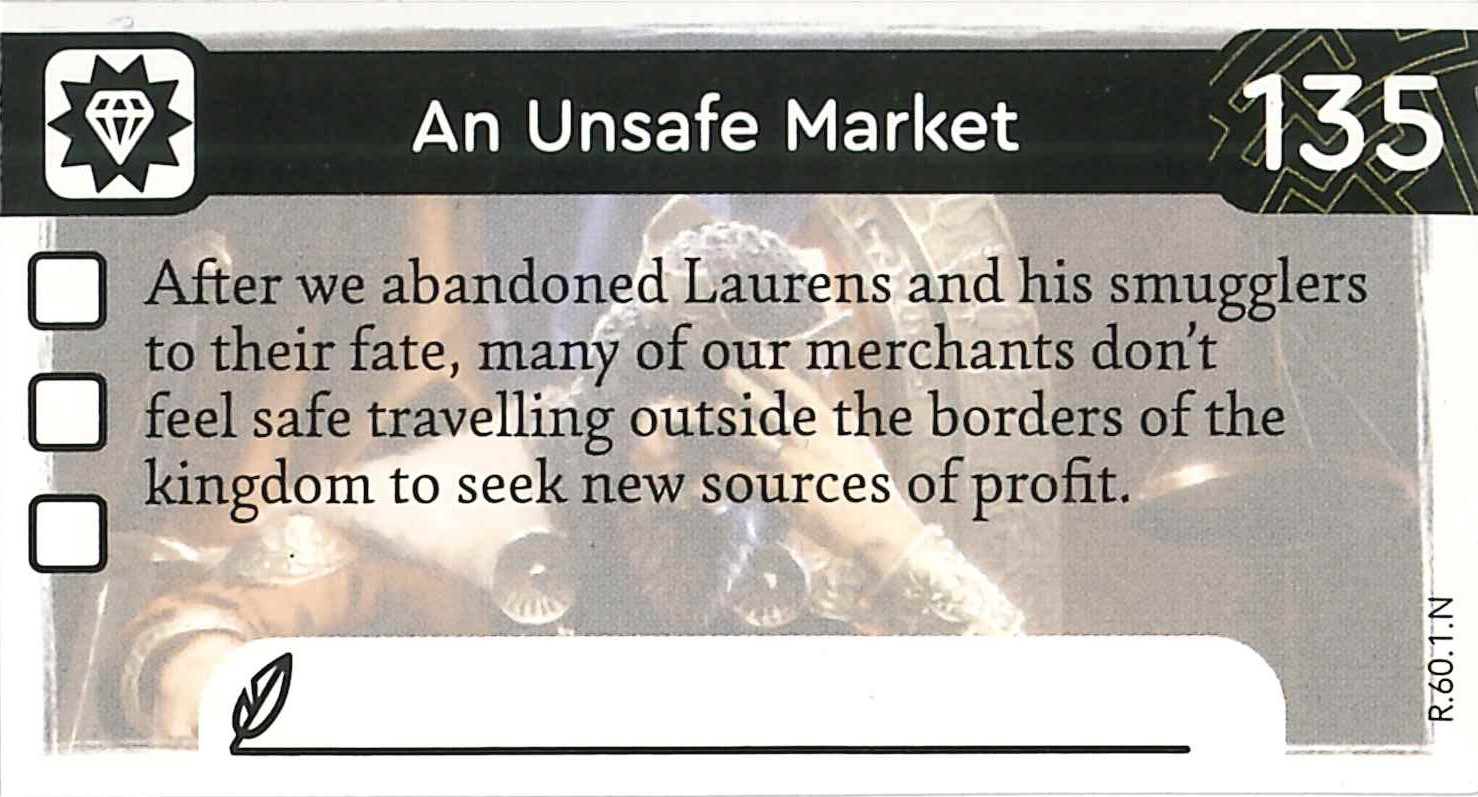 An Unsafe Market
135
After we abandoned Laurens and his smugglers
to their fate, many of our merchants don't
feel safe travelling outside the borders of the
kingdom to seek new sources of profit.
R.60.1.N